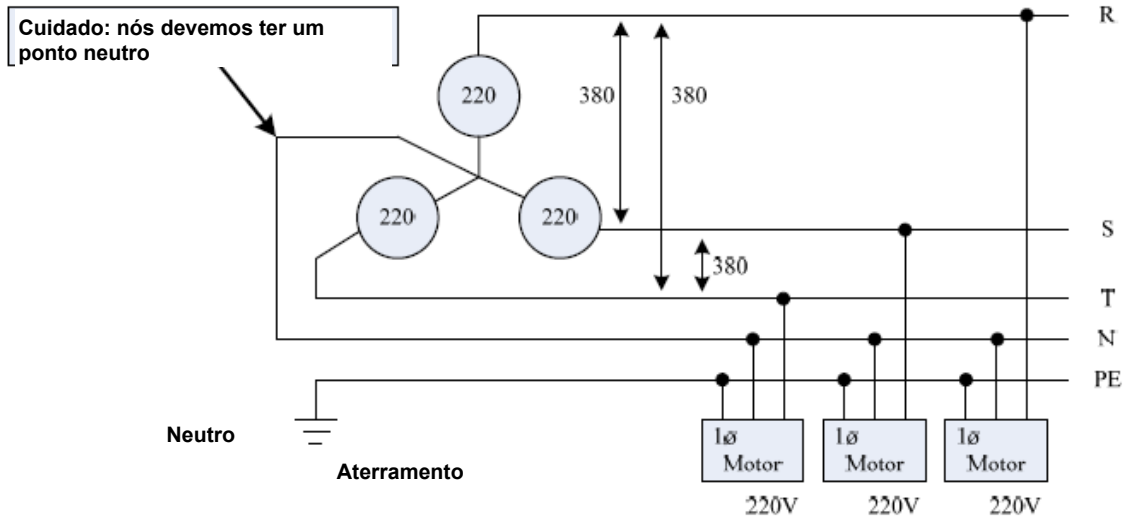 Cuidado: nós devemos ter um
ponto neutro
R
220
380
380
220
220
S
380
T
N
PE
Neutro
Aterramento
1ø
Motor
220V
1ø
Motor
220V
1ø
Motor
220V